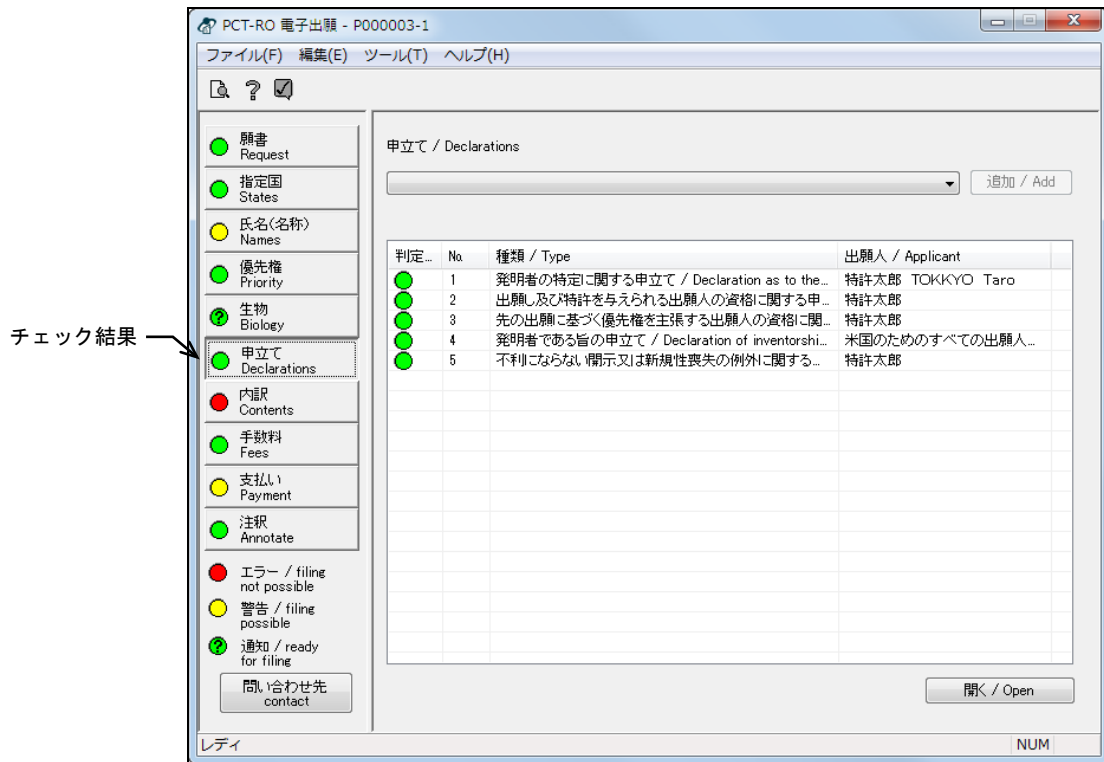 PCT-RO 電子出願 - P000003-1
ファイル(F) 編集(E) ツール(T) ヘルプ(H)
願書
Request
指定国
States
氏名(名称)
Names
優先権
Priority
生物
Biology
申立て
Declarations
内訳
Contents
手数料
Fees
支払い
Payment
注釈
Annotate
エラー / filing
not possible
警告 / filing
possible
通知 / ready
for filing
問い合わせ先
contact
チェック結果
申立て / Declarations
追加 / Add
判定... No. 種類 / Type 出願人 / Applicant
1 発明者の特定に関する申立て / Declaration as to the... 特許太郎 TOKKYO Taro
2 出願し及び特許を与えられる出願人の資格に関する申... 特許太郎
3 先の出願に基づく優先権を主張する出願人の資格に関... 特許太郎
4 発明者である旨の申立て / Declaration of inventorshi... 米国のためのすべての出願人...
5 不利にならない開示又は新規性喪失の例外に関する... 特許太郎
開く / Open
レディ
NUM